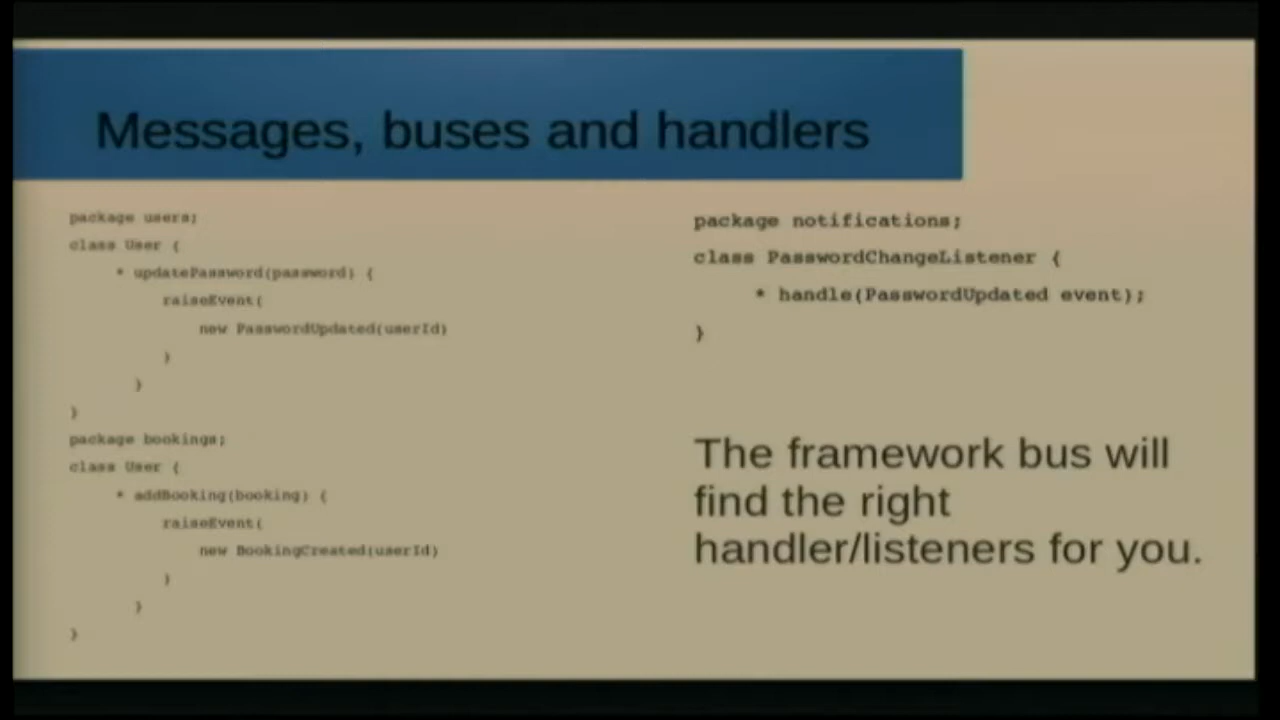 Messages, buses and handlers
package users;
class User {
* updatePassword(password) {
raiseEvent(
new PasswordUpdated(userId)
)
}
}
package bookings;
class User {
* addBooking(booking) {
raiseEvent(
new BookingCreated(userId)
)
}
}
package notifications;
class PasswordChangeListener {
* handle(PasswordUpdated event);
}
The framework bus will
find the right
handler/listeners for you.